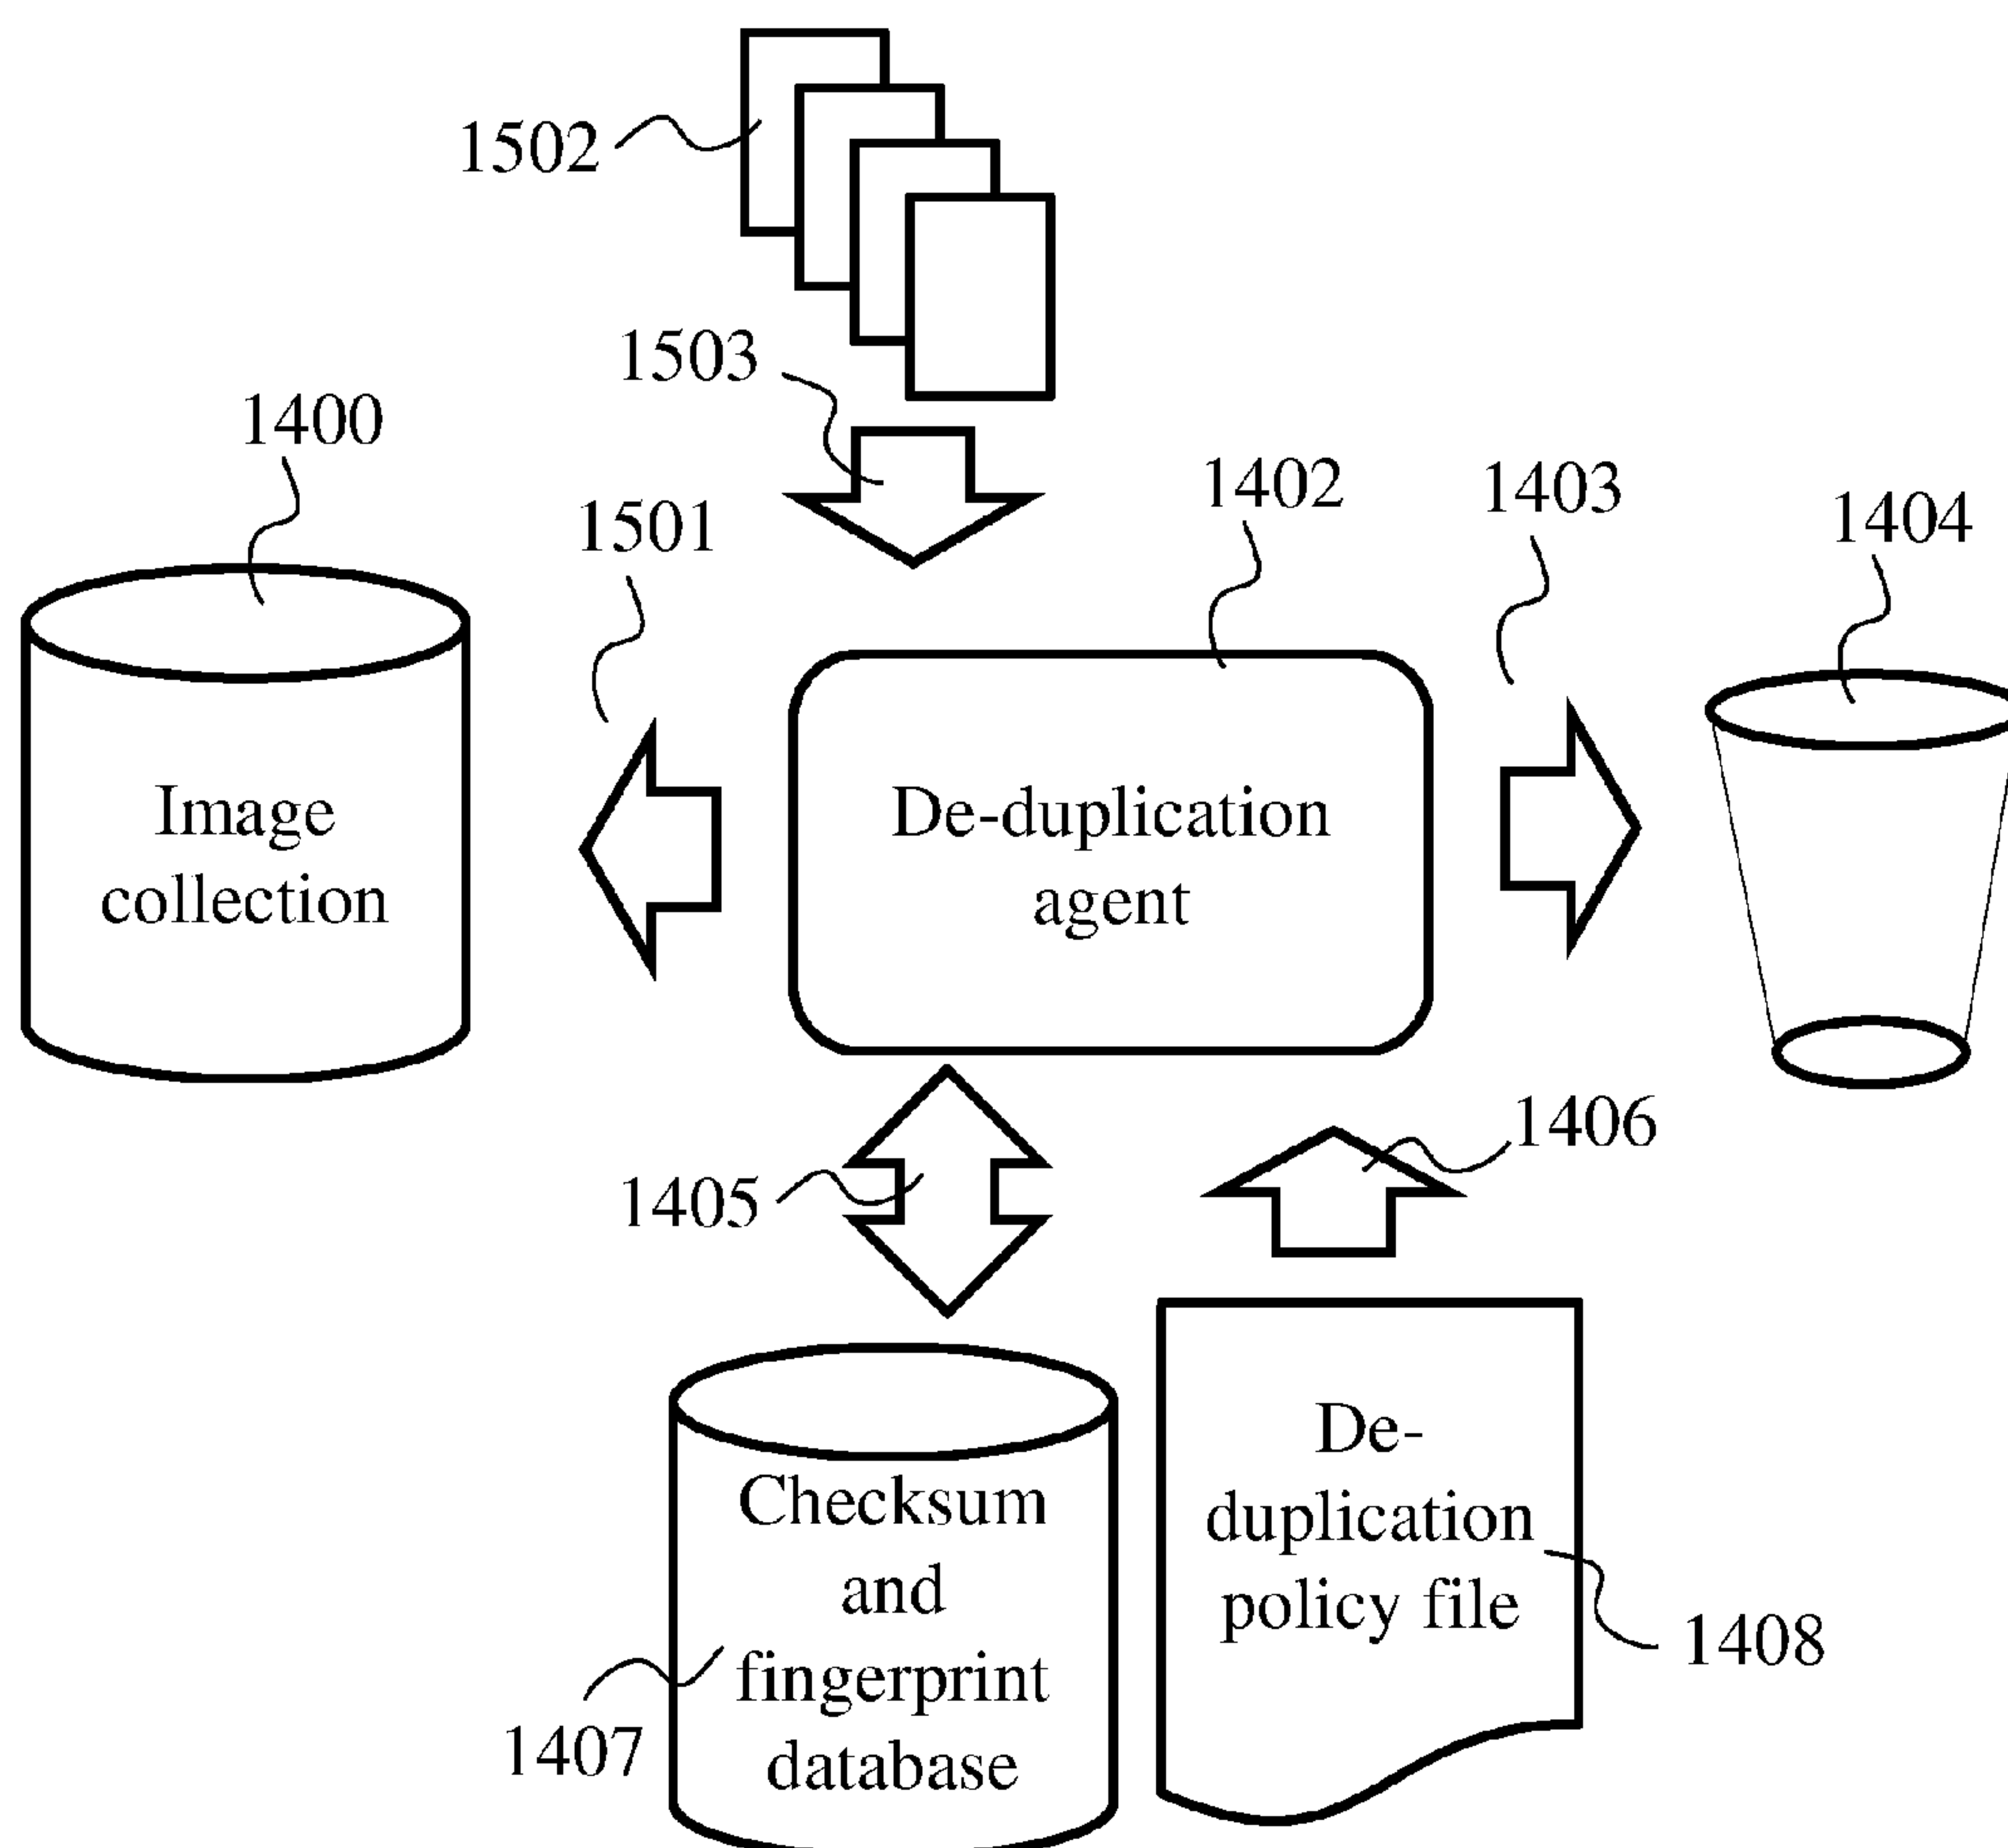 1502
1503
1400
1501
1402
1403
1404
Image
collection
De-duplication
agent
1405
1406
Checksum
and
fingerprint
database
1407
De-
duplication
policy file
1408